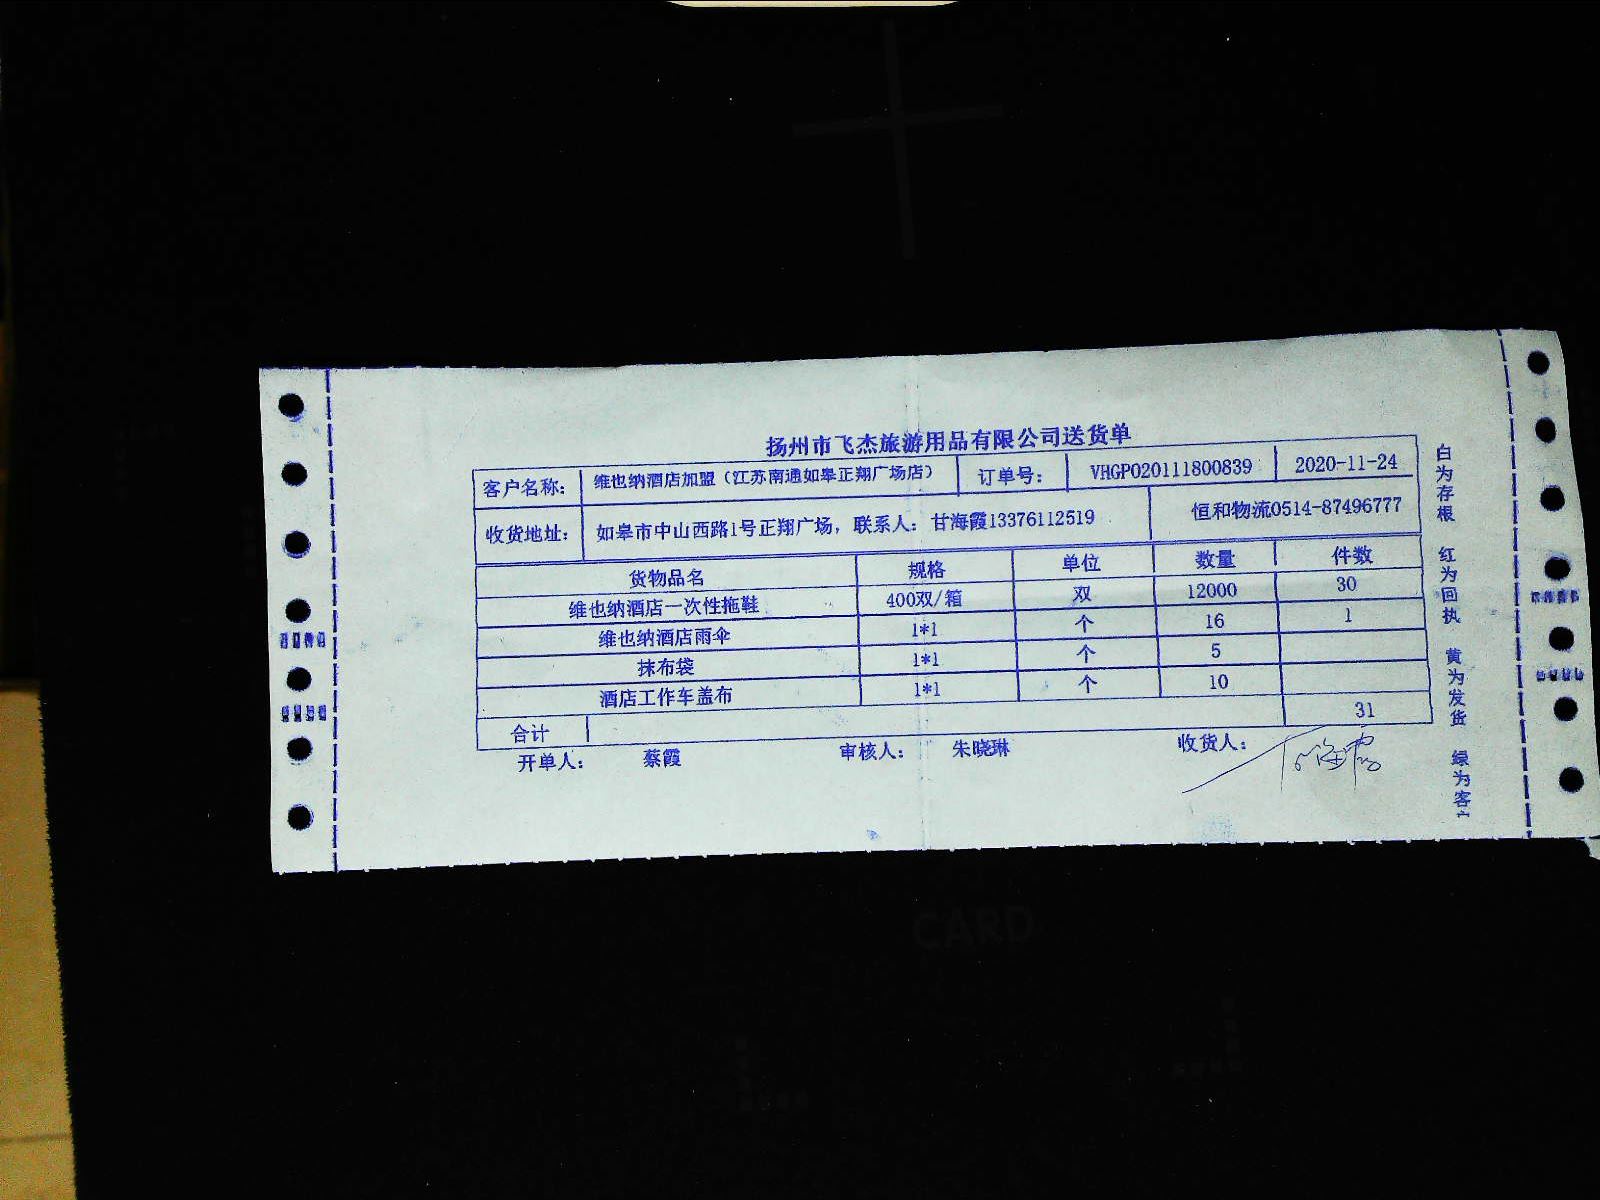 扬州市飞杰旅游用品有限公司送货单
客户名称： 维也纳酒店加盟（江苏南通如皋正翔广场店） 订单号： VHGPO20111800839 2020-11-24
收货地址： 如皋市中山西路1号正翔广场，联系人：甘海霞13376112519 恒和物流0514-87496777
货物品名 规格 单位 数量 件数
维也纳酒店一次性拖鞋 400双/箱 双 12000 30
维也纳酒店雨伞 1*1 个 16 1
抹布袋 1*1 个 5
酒店工作车盖布 1*1 个 10
合计 31
开单人： 蔡霞 审核人： 朱晓琳 收货人：
白为存根 红为回执 黄为发货 绿为客户
CARD